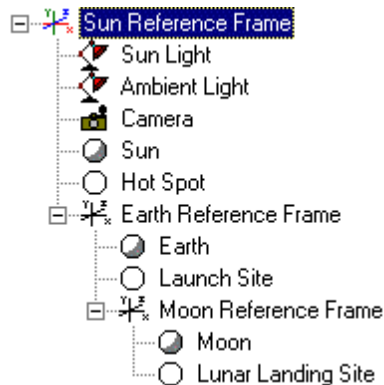 Sun Reference Frame
Sun Light
Ambient Light
Camera
Sun
Hot Spot
Earth Reference Frame
Earth
Launch Site
Moon Reference Frame
Moon
Lunar Landing Site